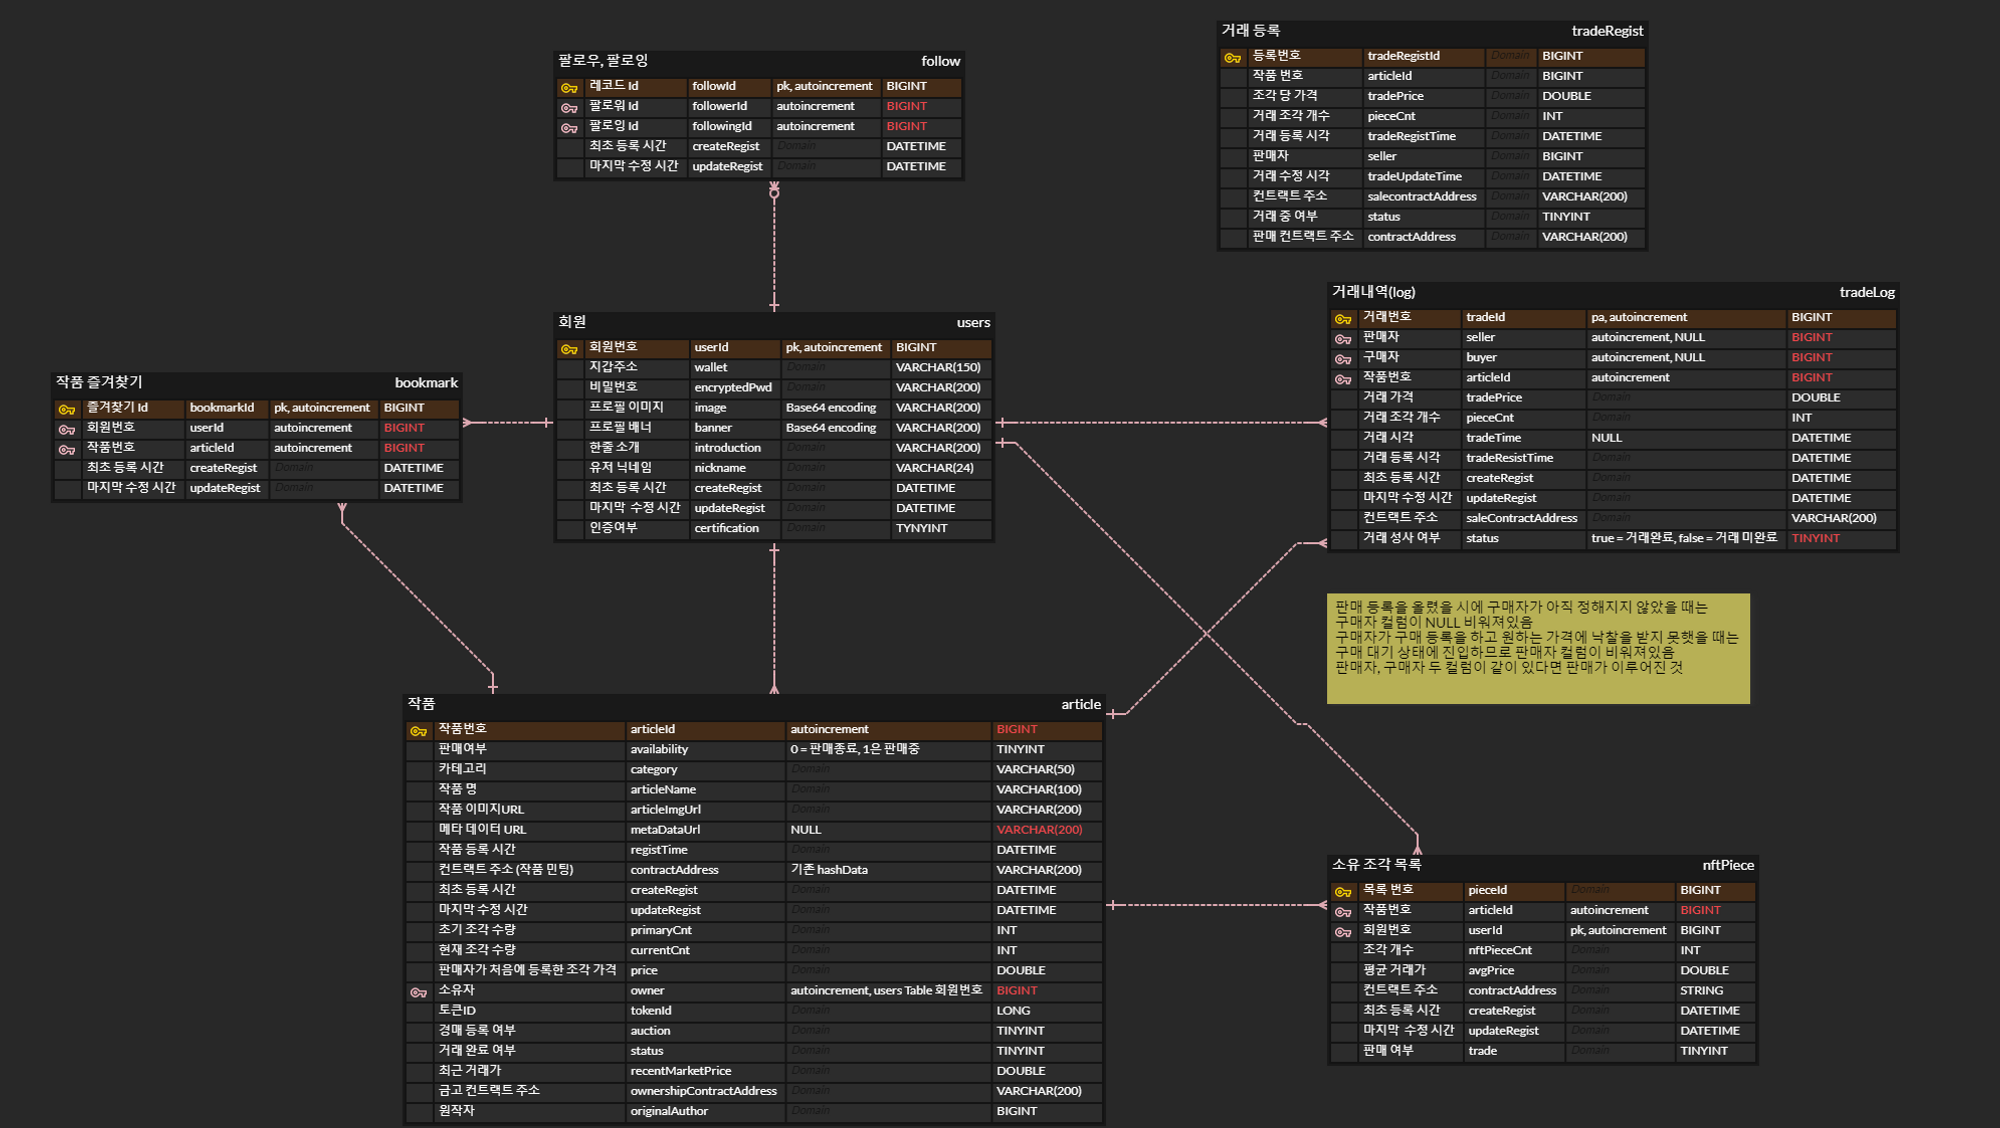 거래 등록 tradeRegist
등록번호 tradeRegistId Domain BIGINT
작품 번호 articleId Domain BIGINT
조각 당 가격 tradePrice Domain DOUBLE
거래 조각 개수 pieceCnt Domain INT
거래 등록 시각 tradeRegistTime Domain DATETIME
판매자 seller Domain BIGINT
거래 수정 시각 tradeUpdateTime Domain DATETIME
컨트랙트 주소 salecontractAddress Domain VARCHAR(200)
거래 중 여부 status Domain TINYINT
판매 컨트랙트 주소 contractAddress Domain VARCHAR(200)
팔로우, 팔로잉 follow
레코드 Id followId pk, autoincrement BIGINT
팔로워 Id followerId autoincrement BIGINT
팔로잉 Id followingId autoincrement BIGINT
최초 등록 시간 createRegist Domain DATETIME
마지막 수정 시간 updateRegist Domain DATETIME
거래내역(log) tradeLog
거래번호 tradeId pa, autoincrement BIGINT
판매자 seller autoincrement, NULL BIGINT
구매자 buyer autoincrement, NULL BIGINT
작품번호 articleId autoincrement BIGINT
거래 가격 tradePrice Domain DOUBLE
거래 조각 개수 pieceCnt Domain INT
거래 시각 tradeTime NULL DATETIME
거래 등록 시각 tradeResistTime Domain DATETIME
최초 등록 시간 createRegist Domain DATETIME
마지막 수정 시간 updateRegist Domain DATETIME
컨트랙트 주소 saleContractAddress Domain VARCHAR(200)
거래 성사 여부 status true = 거래완료, false = 거래 미완료 TINYINT
회원 users
회원번호 userId pk, autoincrement BIGINT
지갑주소 wallet Domain VARCHAR(150)
비밀번호 encryptedPwd Domain VARCHAR(200)
프로필 이미지 image Base64 encoding VARCHAR(200)
프로필 배너 banner Base64 encoding VARCHAR(200)
한줄 소개 introduction Domain VARCHAR(200)
유저 닉네임 nickname Domain VARCHAR(24)
최초 등록 시간 createRegist Domain DATETIME
마지막 수정 시간 updateRegist Domain DATETIME
인증여부 certification Domain TYNYINT
작품 즐겨찾기 bookmark
즐겨찾기 Id bookmarkId pk, autoincrement BIGINT
회원번호 userId autoincrement BIGINT
작품번호 articleId autoincrement BIGINT
최초 등록 시간 createRegist Domain DATETIME
마지막 수정 시간 updateRegist Domain DATETIME
판매 등록을 올렸을 시에 구매자가 아직 정해지지 않았을 때는
구매자 컬럼이 NULL 비워져있음
구매자가 구매 등록을 하고 원하는 가격에 낙찰을 받지 못햇을 때는
구매 대기 상태에 진입하므로 판매자 컬럼이 비워져있음
판매자, 구매자 두 컬럼이 같이 있다면 판매가 이루어진 것
작품 article
작품번호 articleId autoincrement BIGINT
판매여부 availability 0 = 판매종료, 1은 판매중 TINYINT
카테고리 category Domain VARCHAR(50)
작품 명 articleName Domain VARCHAR(100)
작품 이미지URL articleImgUrl Domain VARCHAR(200)
메타 데이터 URL metaDataUrl NULL VARCHAR(200)
작품 등록 시간 registTime Domain DATETIME
컨트랙트 주소 (작품 민팅) contractAddress 기존 hashData VARCHAR(200)
최초 등록 시간 createRegist Domain DATETIME
마지막 수정 시간 updateRegist Domain DATETIME
초기 조각 수량 primaryCnt Domain INT
현재 조각 수량 currentCnt Domain INT
판매자가 처음에 등록한 조각 가격 price Domain DOUBLE
소유자 owner autoincrement, users Table 회원번호 BIGINT
토큰ID tokenId Domain LONG
경매 등록 여부 auction Domain TINYINT
거래 완료 여부 status Domain TINYINT
최근 거래가 recentMarketPrice Domain DOUBLE
금고 컨트랙트 주소 ownershipContractAddress Domain VARCHAR(200)
원작자 originalAuthor Domain BIGINT
소유 조각 목록 nftPiece
목록 번호 pieceId Domain BIGINT
작품번호 articleId autoincrement BIGINT
회원번호 userId pk, autoincrement BIGINT
조각 개수 nftPieceCnt Domain INT
평균 거래가 avgPrice Domain DOUBLE
컨트랙트 주소 contractAddress Domain STRING
최초 등록 시간 createRegist Domain DATETIME
마지막 수정 시간 updateRegist Domain DATETIME
판매 여부 trade Domain TINYINT